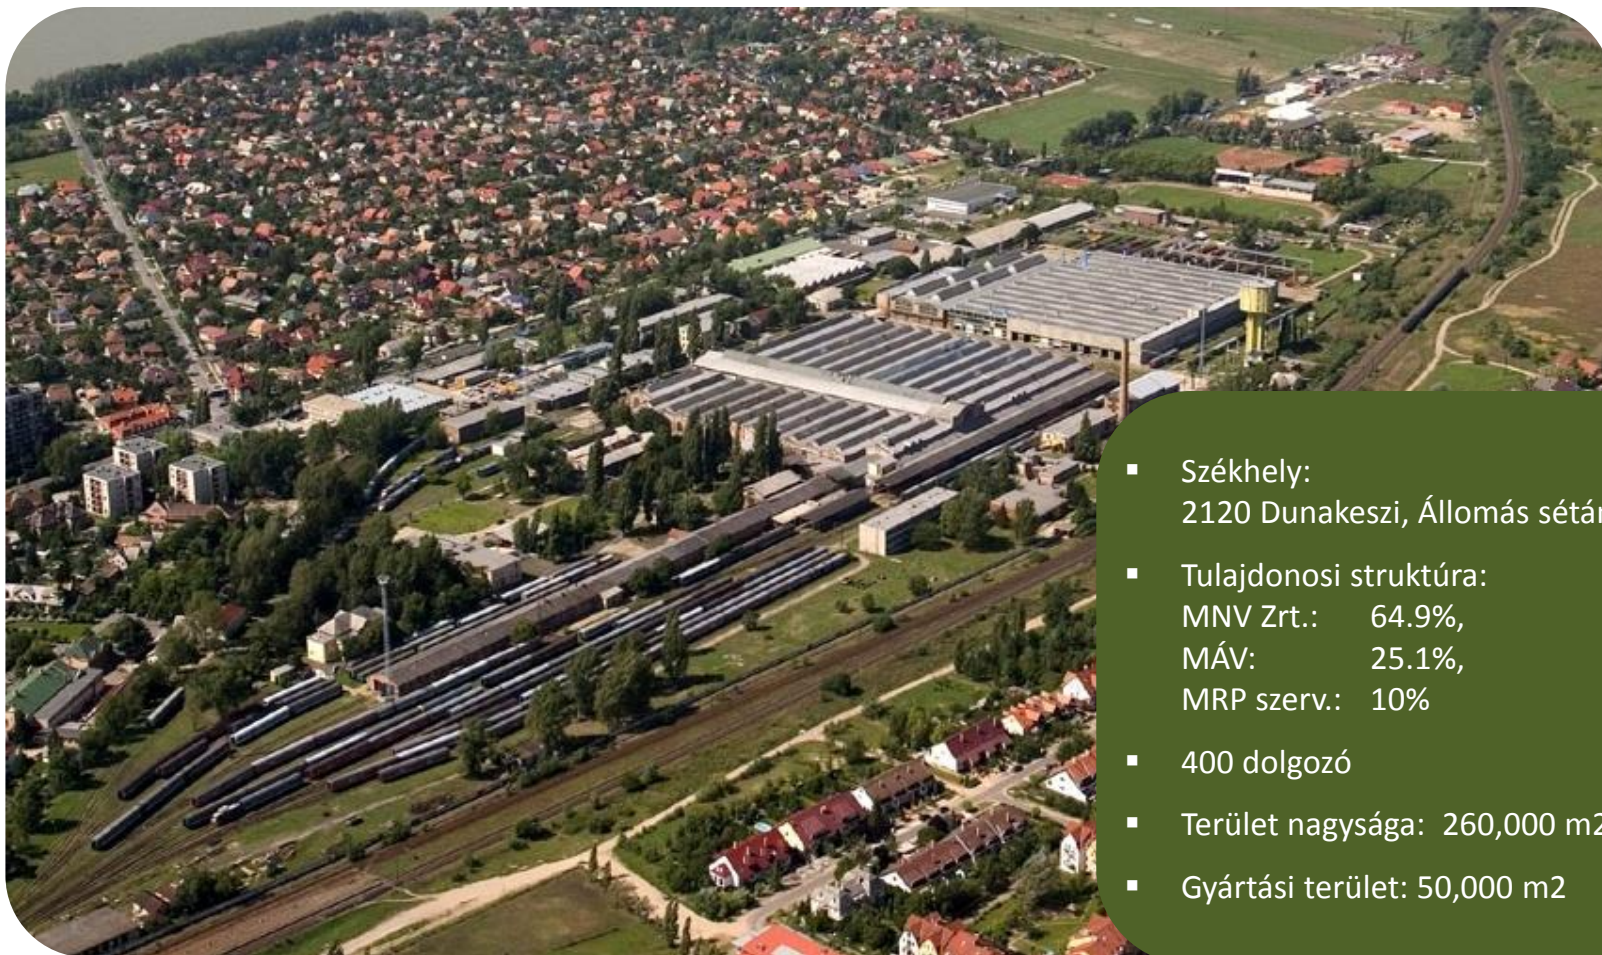 Székhely:
2120 Dunakeszi, Állomás
Tulajdonosi struktúra:
MNV Zrt.: 64.9%,
MÁV: 25.1%,
MRP szerv.: 10%
400 dolgozó
Terület nagysága: 260,000 m2
Gyártási terület: 50,000 m2